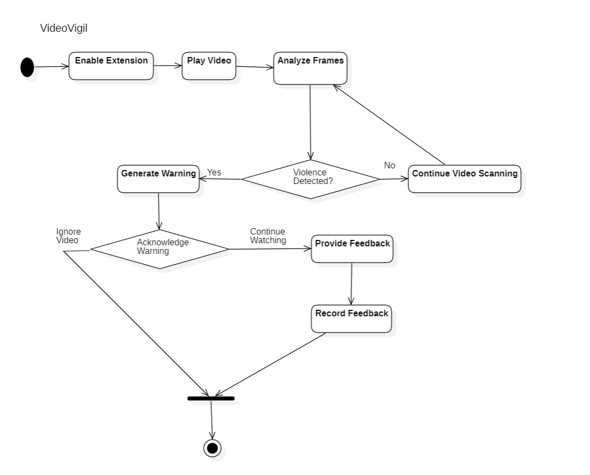 VideoVigil
Enable Extension
Play Video
Analyze Frames
Violence
Detected?
Yes
No
Generate Warning
Continue Video Scanning
Ignore
Video
Acknowledge
Warning
Continue
Watching
Provide Feedback
Record Feedback